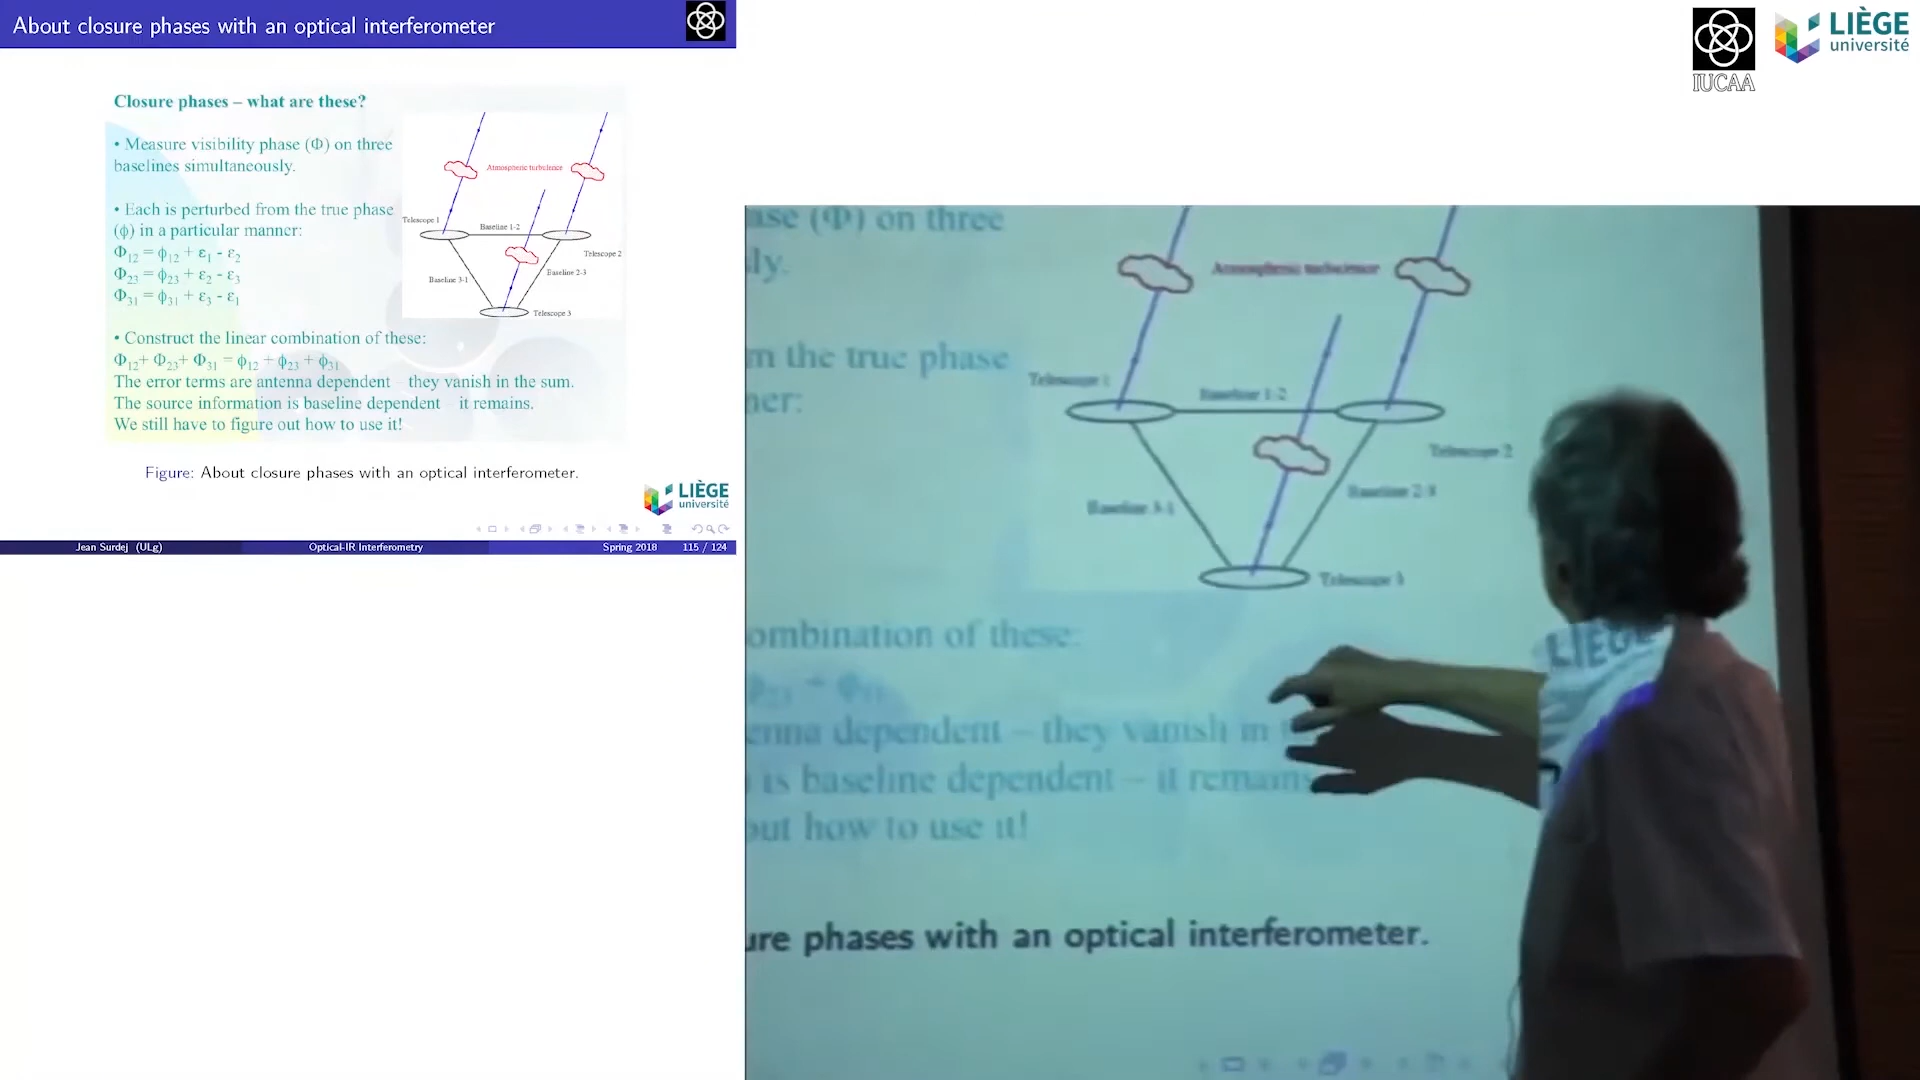 About closure phases with an optical interferometer
Closure phases – what are these?
• Measure visibility phase (Φ) on three
baselines simultaneously.
• Each is perturbed from the true phase
(ϕ) in a particular manner:
Φ12 = ϕ12 + ε1 - ε2
Φ23 = ϕ23 + ε2 - ε3
Φ31 = ϕ31 + ε3 - ε1
• Construct the linear combination of these:
Φ12+ Φ23+ Φ31 = ϕ12 + ϕ23 + ϕ31
The error terms are antenna dependent – they vanish in the sum.
The source information is baseline dependent – it remains.
We still have to figure out how to use it!
Atmospheric turbulence
Telescope 1
Baseline 1-2
Telescope 2
Baseline 2-3
Baseline 3-1
Telescope 3
Figure: About closure phases with an optical interferometer.
LIÈGE
université
Jean Surdej (ULg) Optical-IR Interferometry Spring 2018 115 / 124
IUCAA
LIÈGE
université
ase (Φ) on three
ly.
m the true phase
ner:
Atmospheric turbulence
Telescope 1
Baseline 1-2
Telescope 2
Baseline 2-3
Baseline 3-1
Telescope 3
ombination of these:
ϕ23 + ϕ31
enna dependent – they vanish in
is baseline dependent – it remains
out how to use it!
ure phases with an optical interferometer.
LIÈGE